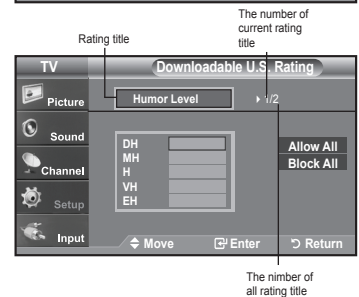 The number of
current rating
title
Rating title
TV
Downloadable U.S. Rating
Picture
Humor Level
1/2
Sound
DH
MH
H
VH
EH
Allow All
Block All
Channel
Setup
Input
Move
Enter
Return
The nimber of
all rating title